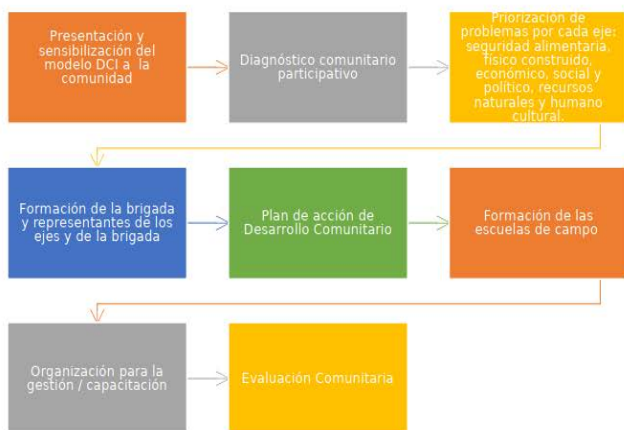 Presentación y
sensibilización del
modelo DCI a la
comunidad
Diagnóstico comunitario
participativo
Priorización de
problemas por cada eje:
seguridad alimentaria,
físico construido,
económico, social y
político, recursos
naturales y humano
cultural.
Formación de la brigada
y representantes de los
ejes y de la brigada
Plan de acción de
Desarrollo Comunitario
Formación de las
escuelas de campo
Organización para la
gestión / capacitación
Evaluación Comunitaria